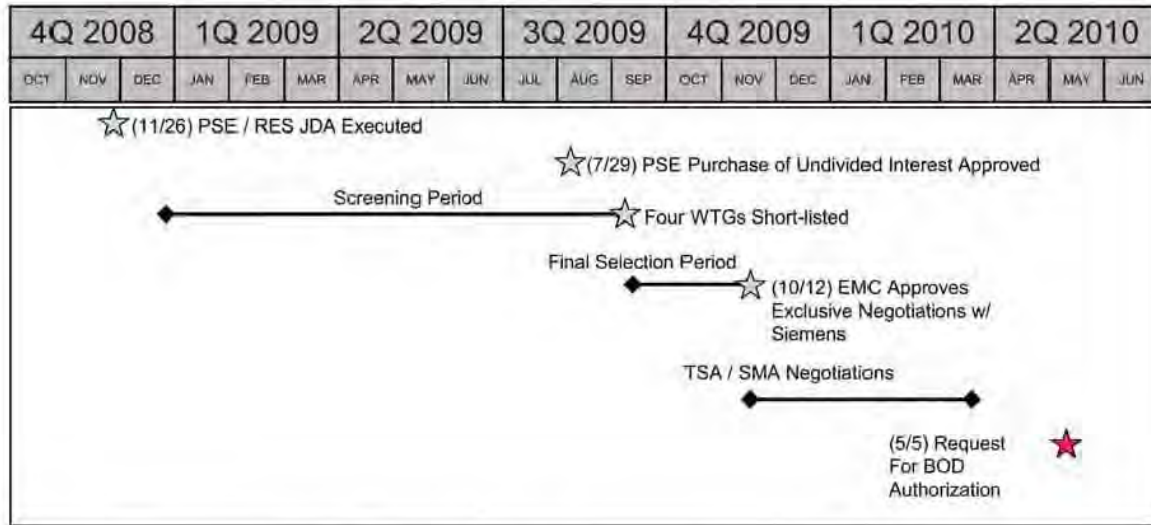 4Q 2008 1Q 2009 2Q 2009 3Q 2009 4Q 2009 1Q 2010 2Q 2010
OCT NOV DEC JAN FEB MAR APR MAY JUN JUL AUG SEP OCT NOV DEC JAN FEB MAR APR MAY JUN
(11/26) PSE / RES JDA Executed
(7/29) PSE Purchase of Undivided Interest Approved
Screening Period
Four WTGs Short-listed
Final Selection Period
(10/12) EMC Approves
Exclusive Negotiations w/
Siemens
TSA / SMA Negotiations
(5/5) Request
For BOD
Authorization